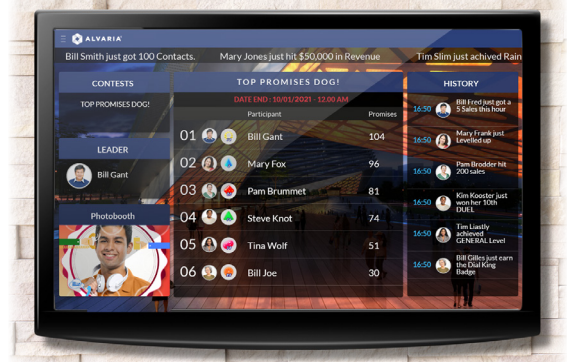 ALVARIA
Bill Smith just got 100 Contacts. Mary Jones just hit $50,000 in Revenue Tim Slim just achived Rain
CONTESTS
TOP PROMISES DOG!
LEADER
Bill Gant
Photobooth
TOP PROMISES DOG!
DATE END : 10/01/2021 - 12:00 AM
Participant Promises
01 Bill Gant 104
02 Mary Fox 96
03 Pam Brummet 81
04 Steve Knot 74
05 Tina Wolf 51
06 Bill Joe 30
HISTORY
16:50 Bill Fred just got a
5 Sales this hour
16:50 Mary Frank just
Levelled up
16:50 Pam Brodder hit
200 sales
16:50 Kim Kooster just
won her 10th
DUEL
16:50 Tim Liastly
achieved
GENERAL Level
16:50 Bill Gilles just earn
the Dial King
Badge